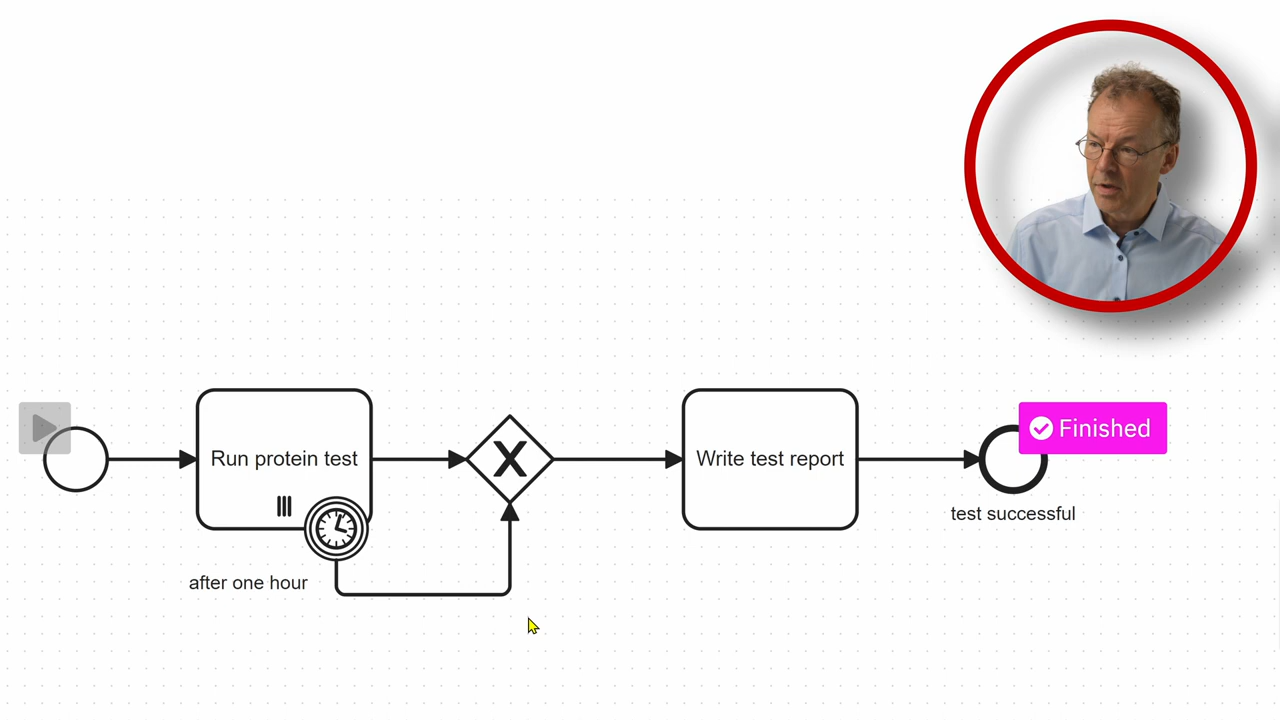 Run protein test
Write test report
Finished
test successful
after one hour